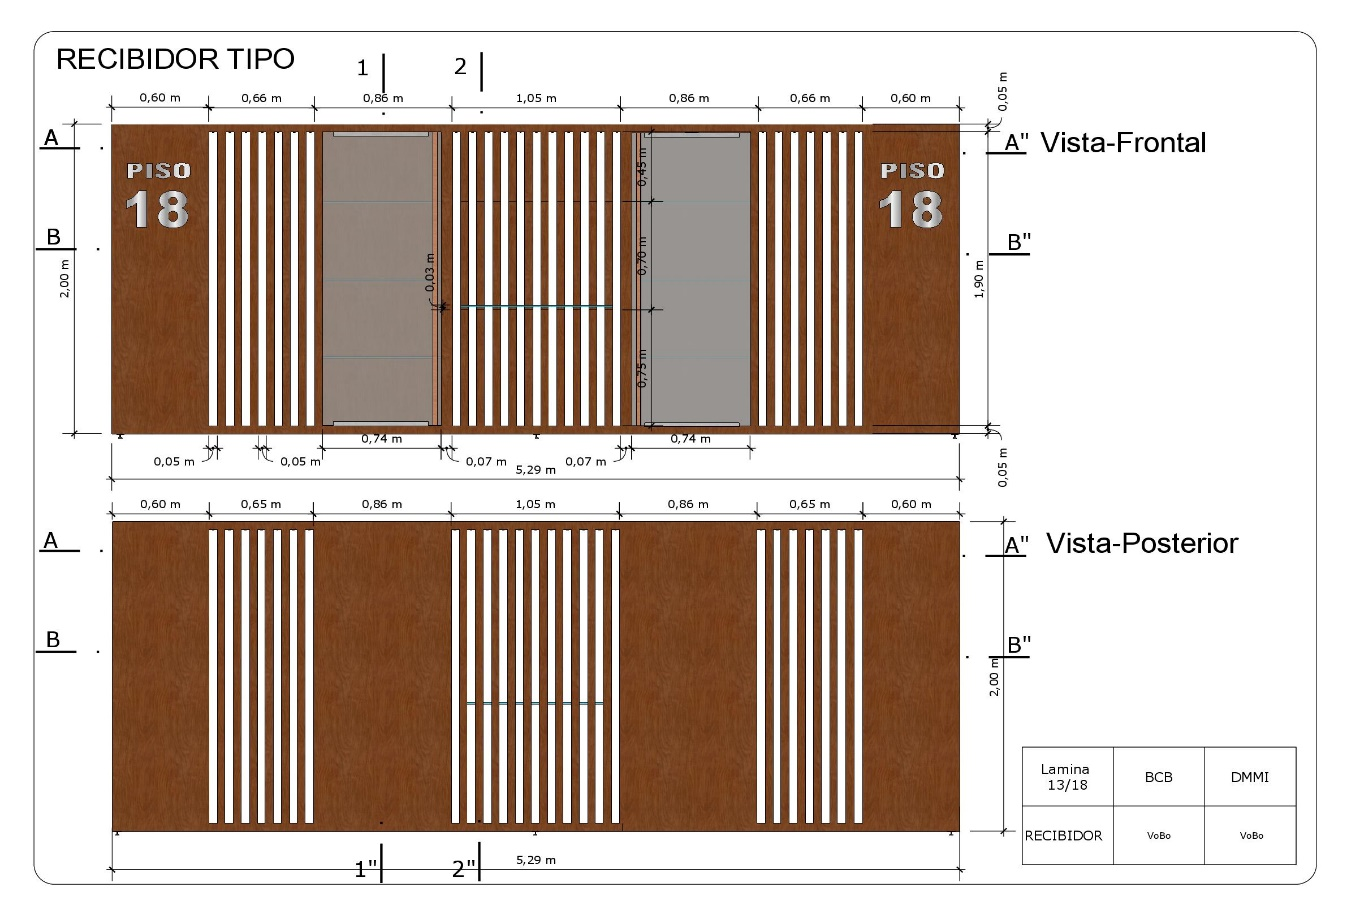 RECIBIDOR TIPO
1
2
0,60 m
0,66 m
0,86 m
1,05 m
0,86 m
0,66 m
0,60 m
0,05 m
A
A"
Vista-Frontal
PISO
18
PISO
18
0,45 m
B
B"
2,00 m
0,03 m
0,70 m
1,90 m
0,75 m
0,74 m
0,74 m
0,05 m
0,05 m
0,07 m
0,07 m
0,05 m
5,29 m
0,60 m
0,65 m
0,86 m
1,05 m
0,86 m
0,65 m
0,60 m
A
A"
Vista-Posterior
B
B"
2,00 m
Lamina
13/18
BCB
DMMI
RECIBIDOR
VoBo
VoBo
1"
2"
5,29 m